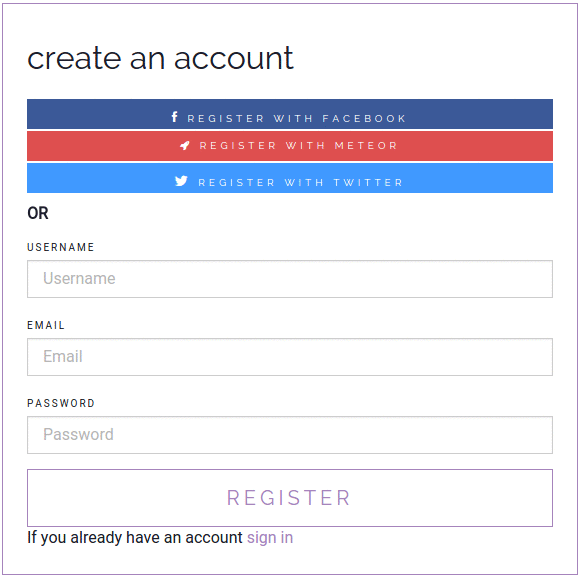 create an account
REGISTER WITH FACEBOOK
REGISTER WITH METEOR
REGISTER WITH TWITTER
OR
USERNAME
Username
EMAIL
Email
PASSWORD
Password
REGISTER
If you already have an account sign in